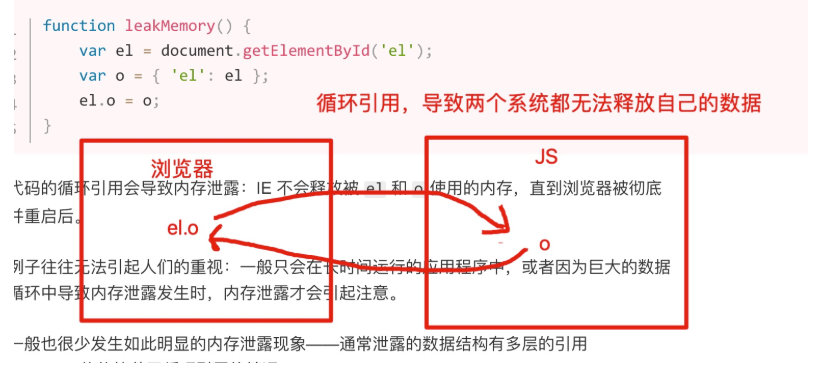 function leakMemory() {
var el = document.getElementById('el');
var o = { 'el': el };
el.o = o;
}
循环引用，导致两个系统都无法释放自己的数据
浏览器
JS
代码的循环引用会导致内存泄露：IE 不会释放被 el 和 o 使用的内存，直到浏览器被彻底
并重启后。
el.o
o
例子往往无法引起人们的重视：一般只会在长时间运行的应用程序中，或者因为巨大的数据
循环中导致内存泄露发生时，内存泄露才会引起注意。
一般也很少发生如此明显的内存泄露现象——通常泄露的数据结构有多层的引用